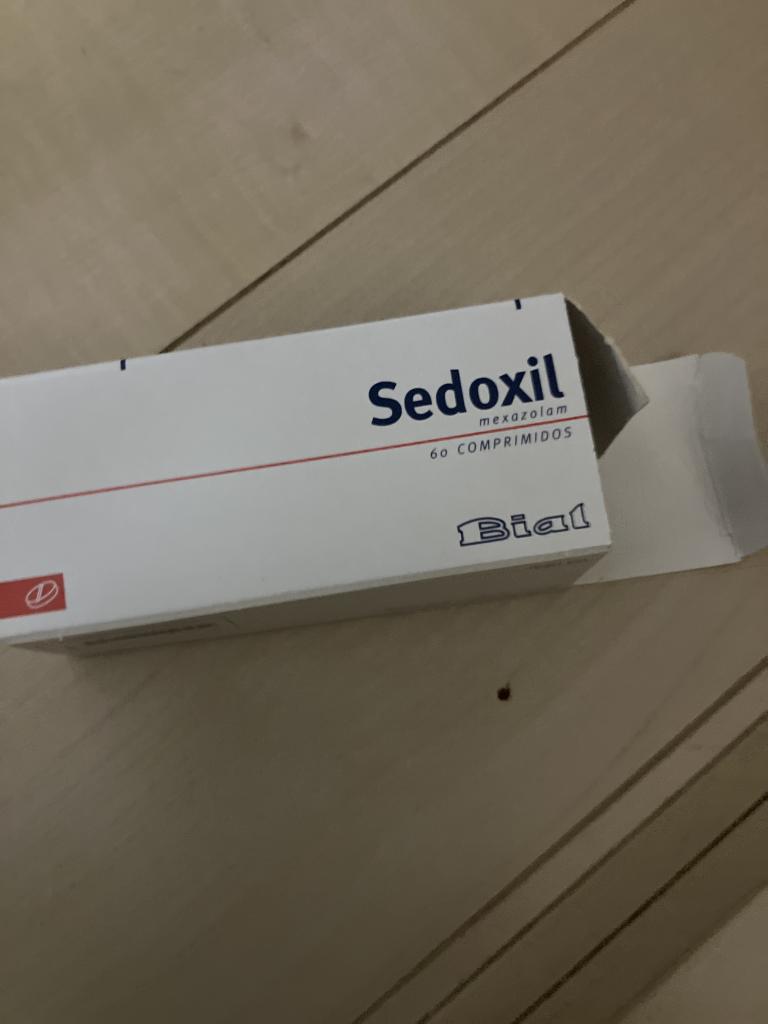 Sedoxil
mexazolam
60 COMPRIMIDOS
Bial